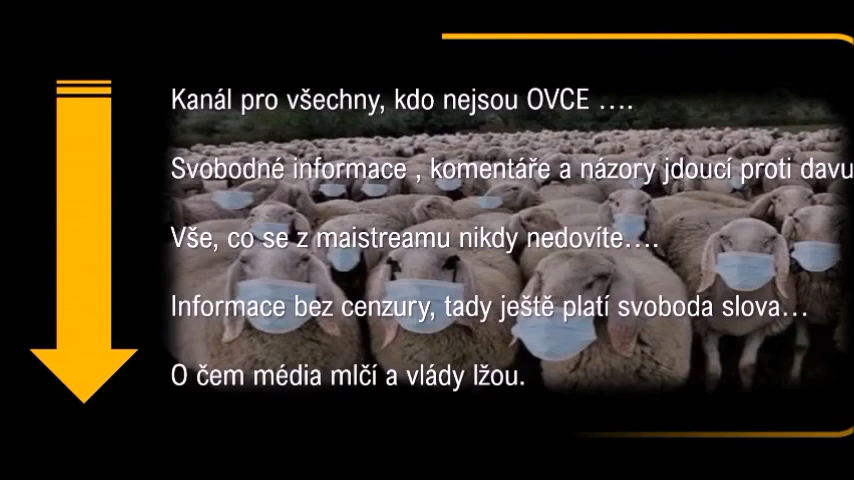 Kanál pro všechny, kdo nejsou OVCE ....
Svobodné informace , komentáře a názory jdoucí proti davu
Vše, co se z maistreamu nikdy nedovíte....
Informace bez cenzury, tady ještě platí svoboda slova...
O čem média mlčí a vlády lžou.